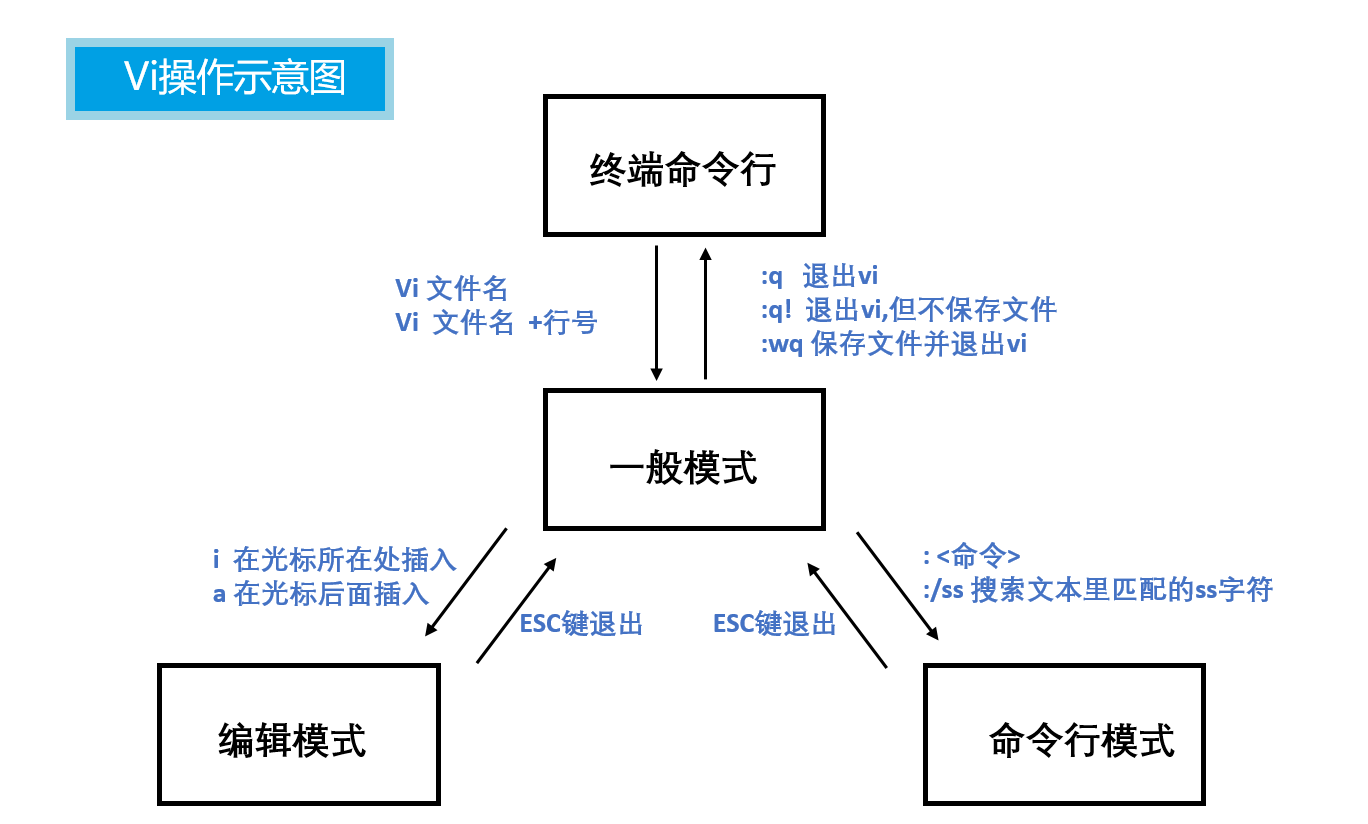 Vi操作示意图
终端命令行
Vi 文件名
Vi 文件名 +行号
:q 退出vi
:q! 退出vi,但不保存文件
:wq 保存文件并退出vi
一般模式
i 在光标所在处插入
a 在光标后面插入
ESC键退出
ESC键退出
: <命令>
:/ss 搜索文本里匹配的ss字符
编辑模式
命令行模式